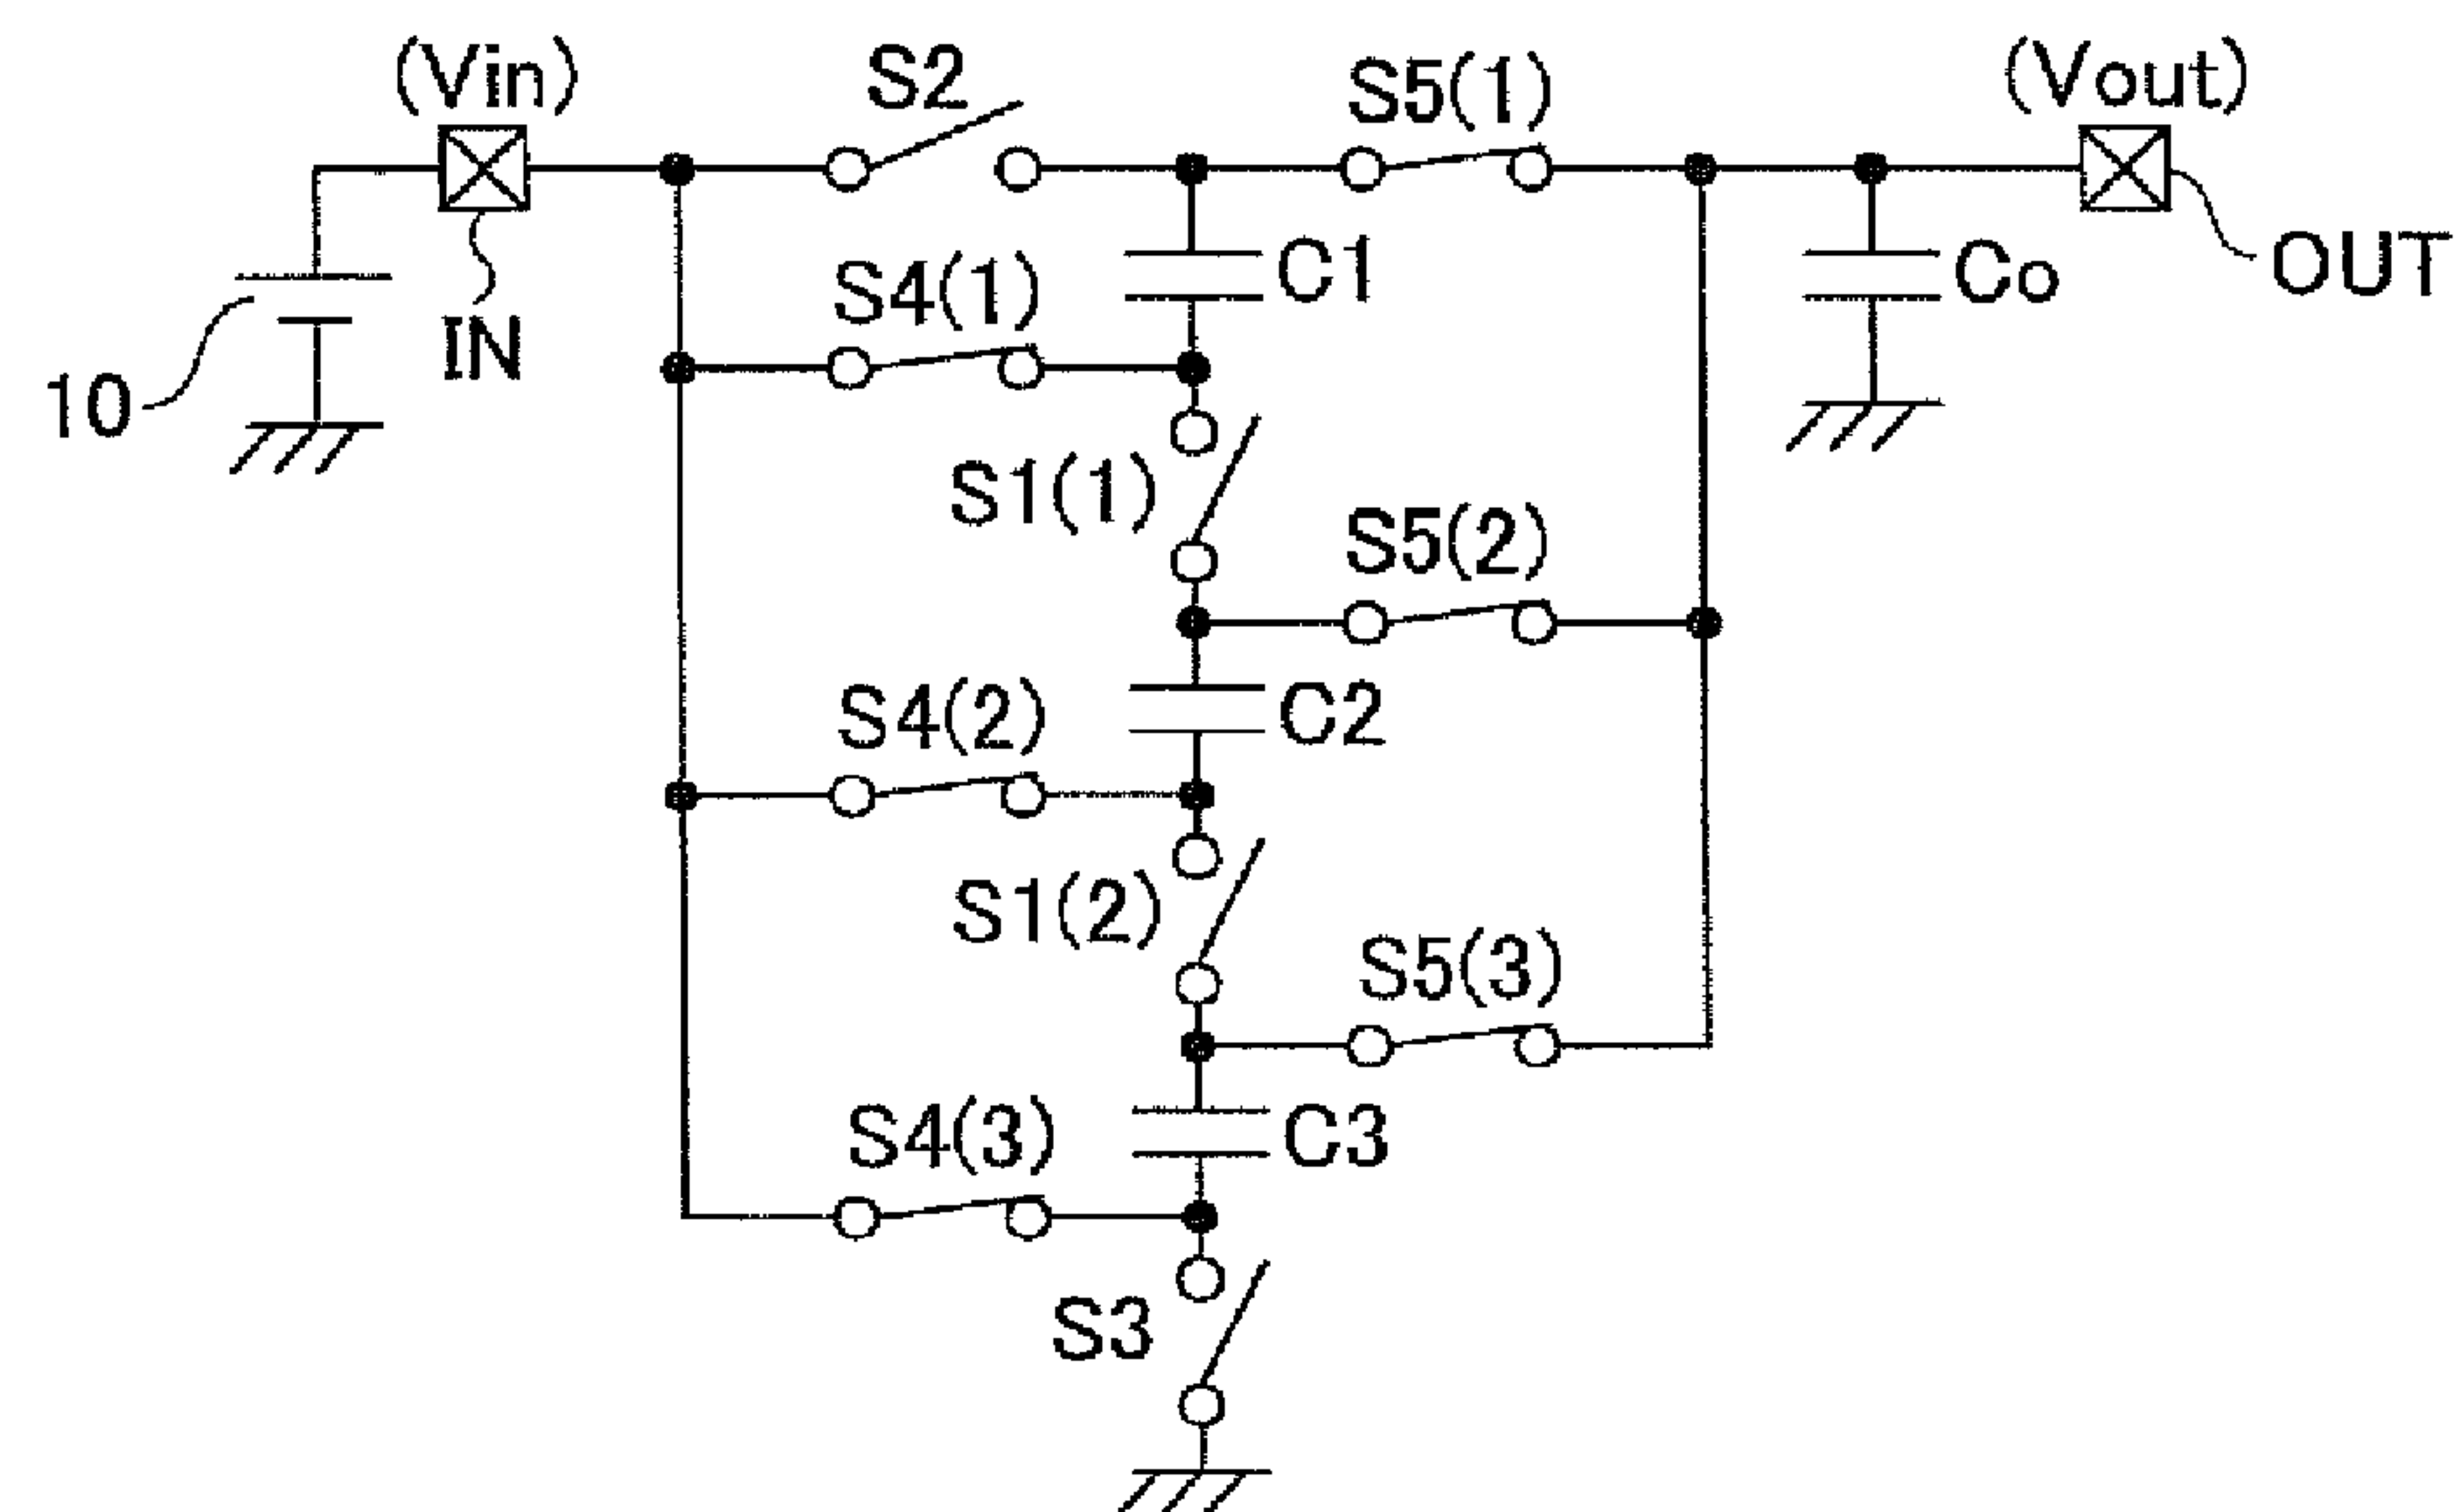 (Vin)
S2
S5(1)
(Vout)
S4(1)
C1
Co
OUT
IN
10
S1(1)
S5(2)
S4(2)
C2
S1(2)
S5(3)
S4(3)
C3
S3